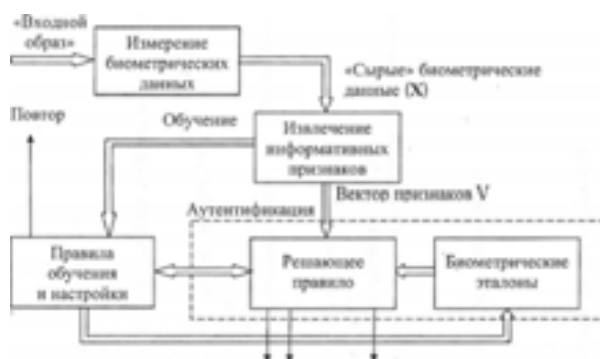 «Входной
образ»
Измерение
биометрических
данных
«Сырые» биометрические
данные (X)
Повтор
Обучение
Извлечение
информативных
признаков
Вектор признаков V
Аутентификация
Правила
обучения
и настройки
Решающее
правило
Биометрические
эталоны